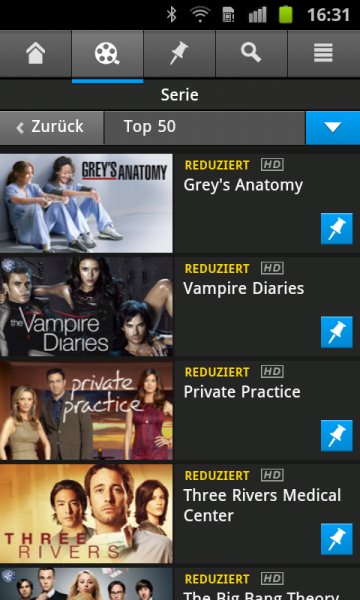 16:31
Serie
Zurück
Top 50
GREY'S ANATOMY
REDUZIERT HD
Grey's Anatomy
the Vampire
Diaries
REDUZIERT HD
Vampire Diaries
private
practice
REDUZIERT HD
Private Practice
THREE
RIVERS
REDUZIERT HD
Three Rivers Medical
Center
REDUZIERT HD
The Big Bang Theory